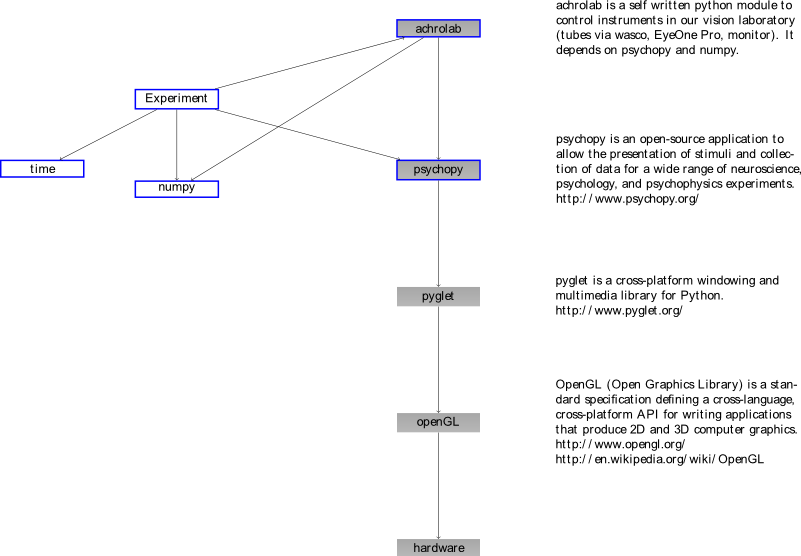 achrolab is a self written python module to
control instruments in our vision laboratory
(tubes via wasco, EyeOne Pro, monitor). It
depends on psychopy and numpy.
achrolab
Experiment
time
numpy
psychopy
psychopy is an open-source application to
allow the presentation of stimuli and collec-
tion of data for a wide range of neuroscience,
psychology, and psychophysics experiments.
http://www.psychopy.org/
pyglet
pyglet is a cross-platform windowing and
multimedia library for Python.
http://www.pyglet.org/
openGL
OpenGL (Open Graphics Library) is a stan-
dard specification defining a cross-language,
cross-platform API for writing applications
that produce 2D and 3D computer graphics.
http://www.opengl.org/
http://en.wikipedia.org/wiki/OpenGL
hardware